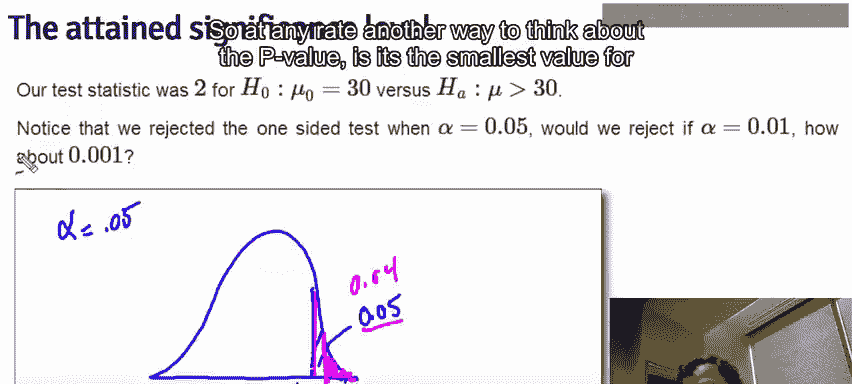 The attained significance level
So at any rate another way to think about
the P-value, is its the smallest value for
Our test statistic was 2 for H₀ : μ₀ = 30 versus Hₐ : μ > 30.
Notice that we rejected the one sided test when α = 0.05, would we reject if α = 0.01, how
about 0.001?
α = .05
0.04
0.05